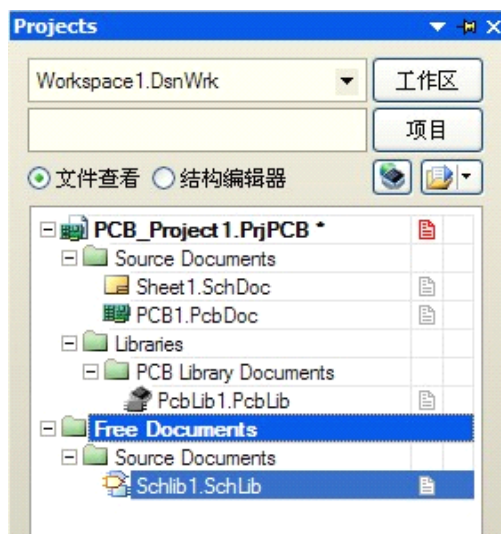 Projects
Workspace1.DsnWrk
工作区
项目
文件查看 结构编辑器
PCB_Project1.PrjPCB *
Source Documents
Sheet1.SchDoc
PCB1.PcbDoc
Libraries
PCB Library Documents
PcbLib1.PcbLib
Free Documents
Source Documents
Schlib1.SchLib